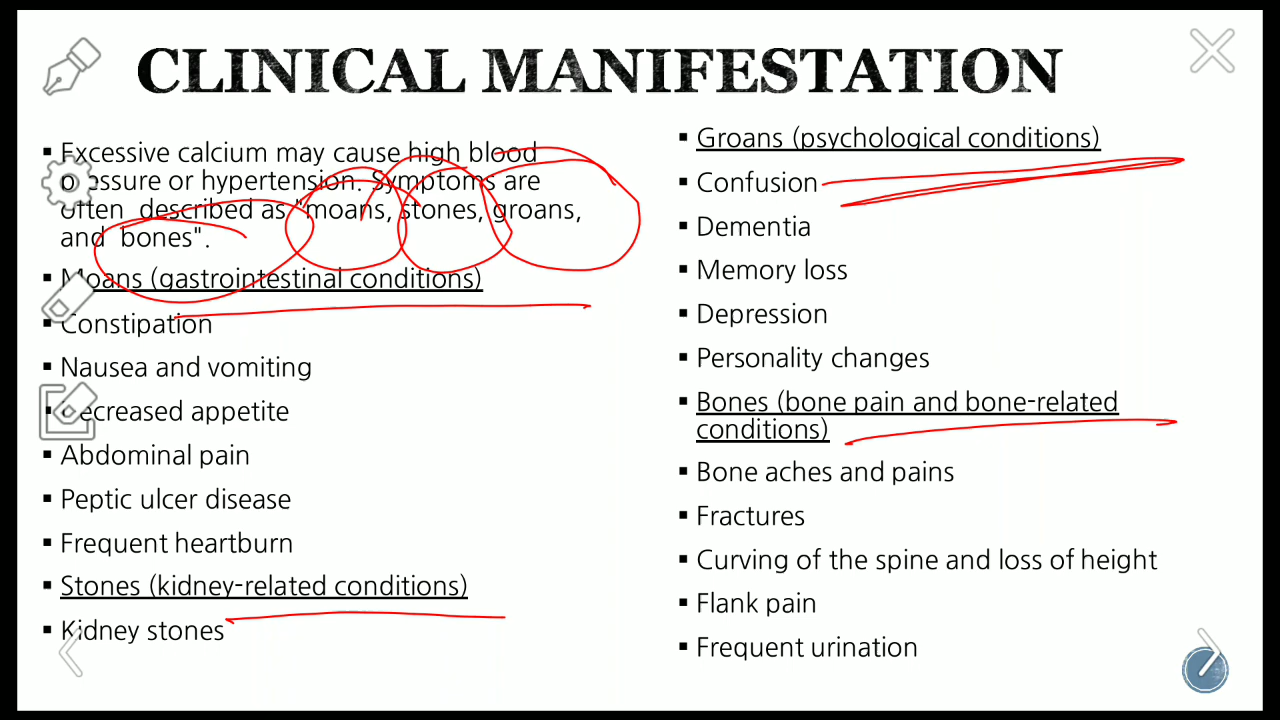 CLINICAL MANIFESTATION
Excessive calcium may cause high blood
pressure or hypertension. Symptoms are
often described as "moans, stones, groans,
and bones".
Moans (gastrointestinal conditions)
Constipation
Nausea and vomiting
Decreased appetite
Abdominal pain
Peptic ulcer disease
Frequent heartburn
Stones (kidney-related conditions)
Kidney stones
Groans (psychological conditions)
Confusion
Dementia
Memory loss
Depression
Personality changes
Bones (bone pain and bone-related
conditions)
Bone aches and pains
Fractures
Curving of the spine and loss of height
Flank pain
Frequent urination